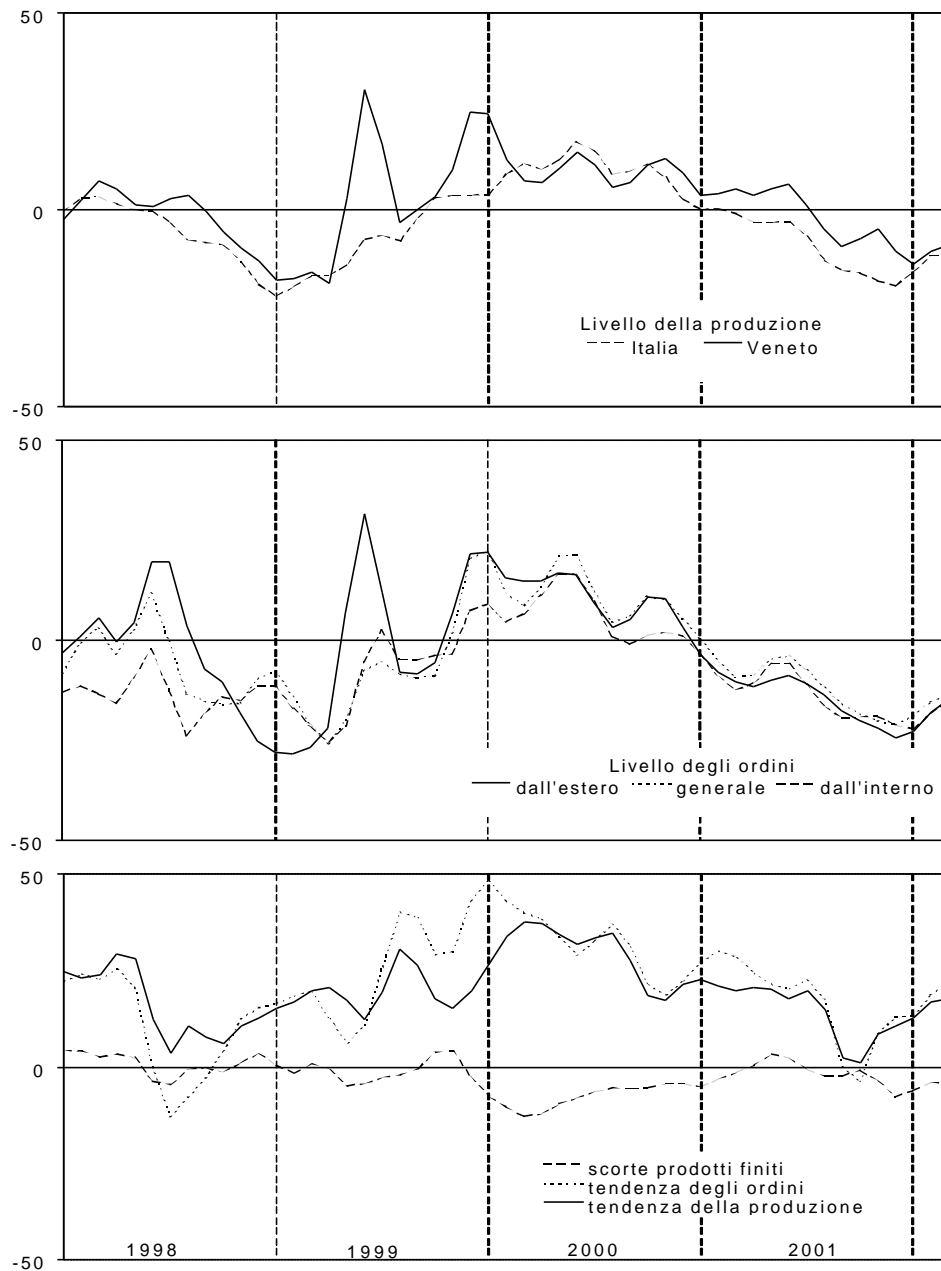 50
0
Livello della produzione
Italia Veneto
-50
50
0
Livello degli ordini
dall'estero generale dall'interno
-50
50
0
scorte prodotti finiti
tendenza degli ordini
tendenza della produzione
1998 1999 2000 2001
-50